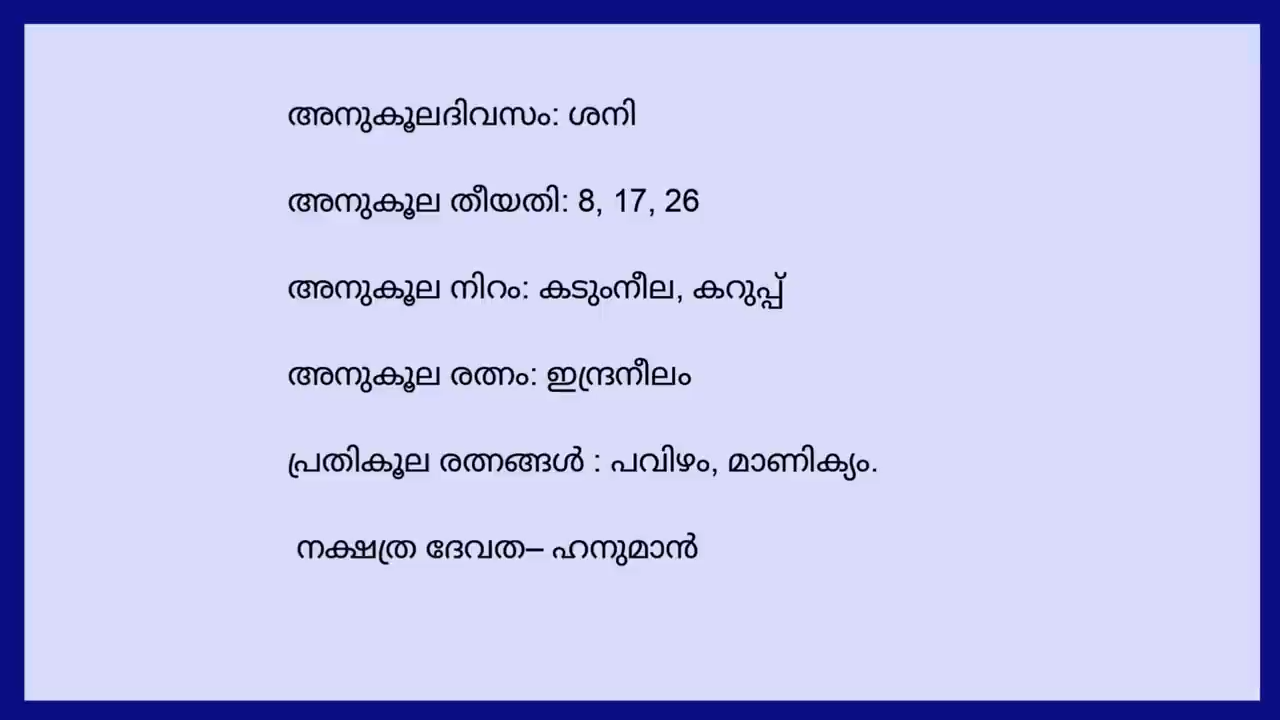 അനുകൂലദിവസം: ശനി
അനുകൂല തീയതി: 8, 17, 26
അനുകൂല നിറം: കടുംനീല, കറുപ്പ്
അനുകൂല രത്നം: ഇന്ദ്രനീലം
പ്രതികൂല രത്നങ്ങൾ : പവിഴം, മാണിക്യം.
നക്ഷത്ര ദേവത– ഹനുമാൻ